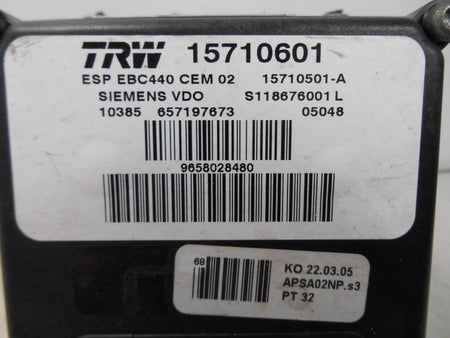 TRW 15710601
ESP EBC440 CEM 02 15710501-A
SIEMENS VDO S118676001 L
10385 657197673 05048
9658028480
68
KO 22.03.05
APSA02NP.s3
PT 32